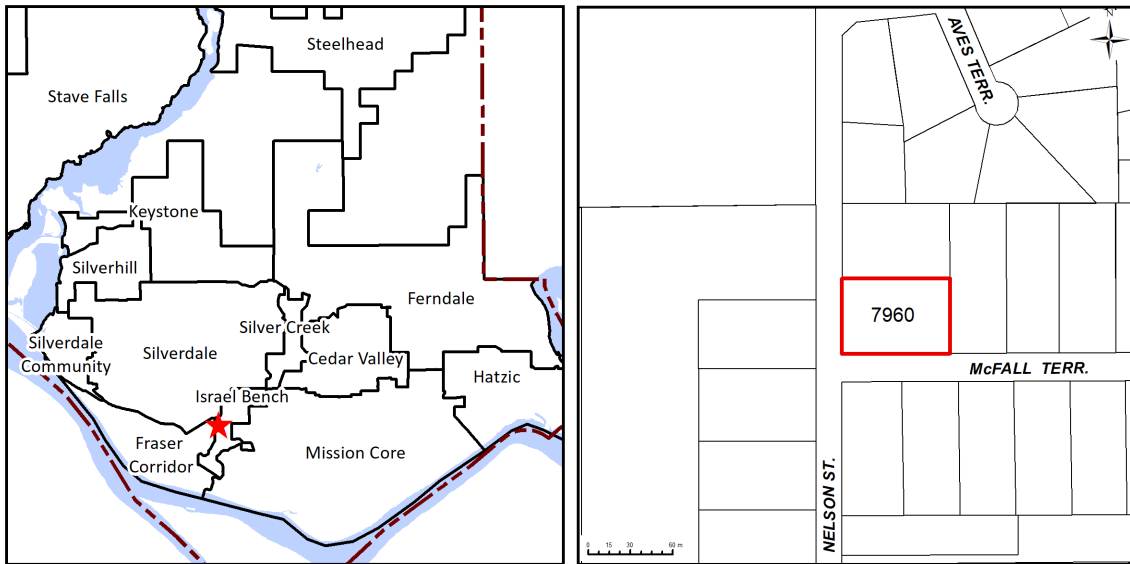 Steelhead
Stave Falls
Keystone
Silverhill
Ferndale
Silver Creek
Silverdale
Community
Silverdale
Cedar Valley
Hatzic
Israel Bench
Fraser
Corridor
Mission Core
N
AVES TERR.
7960
McFALL TERR.
NELSON ST.
0 15 30 60 m